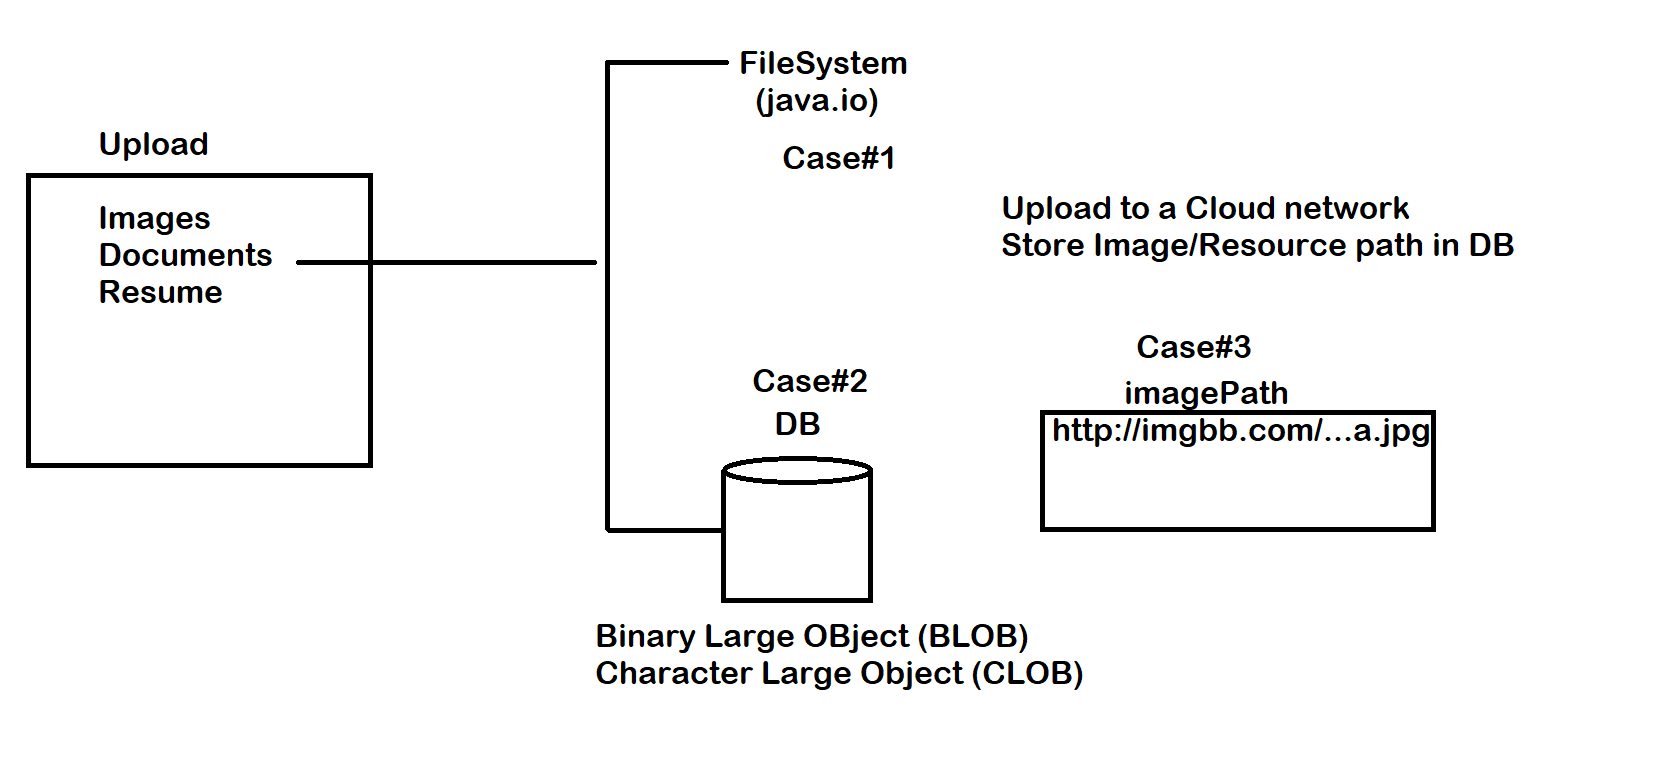 Upload
Images
Documents
Resume
FileSystem
(java.io)
Case#1
Case#2
DB
Binary Large OBject (BLOB)
Character Large Object (CLOB)
Upload to a Cloud network
Store Image/Resource path in DB
Case#3
imagePath
http://imgbb.com/...a.jpg